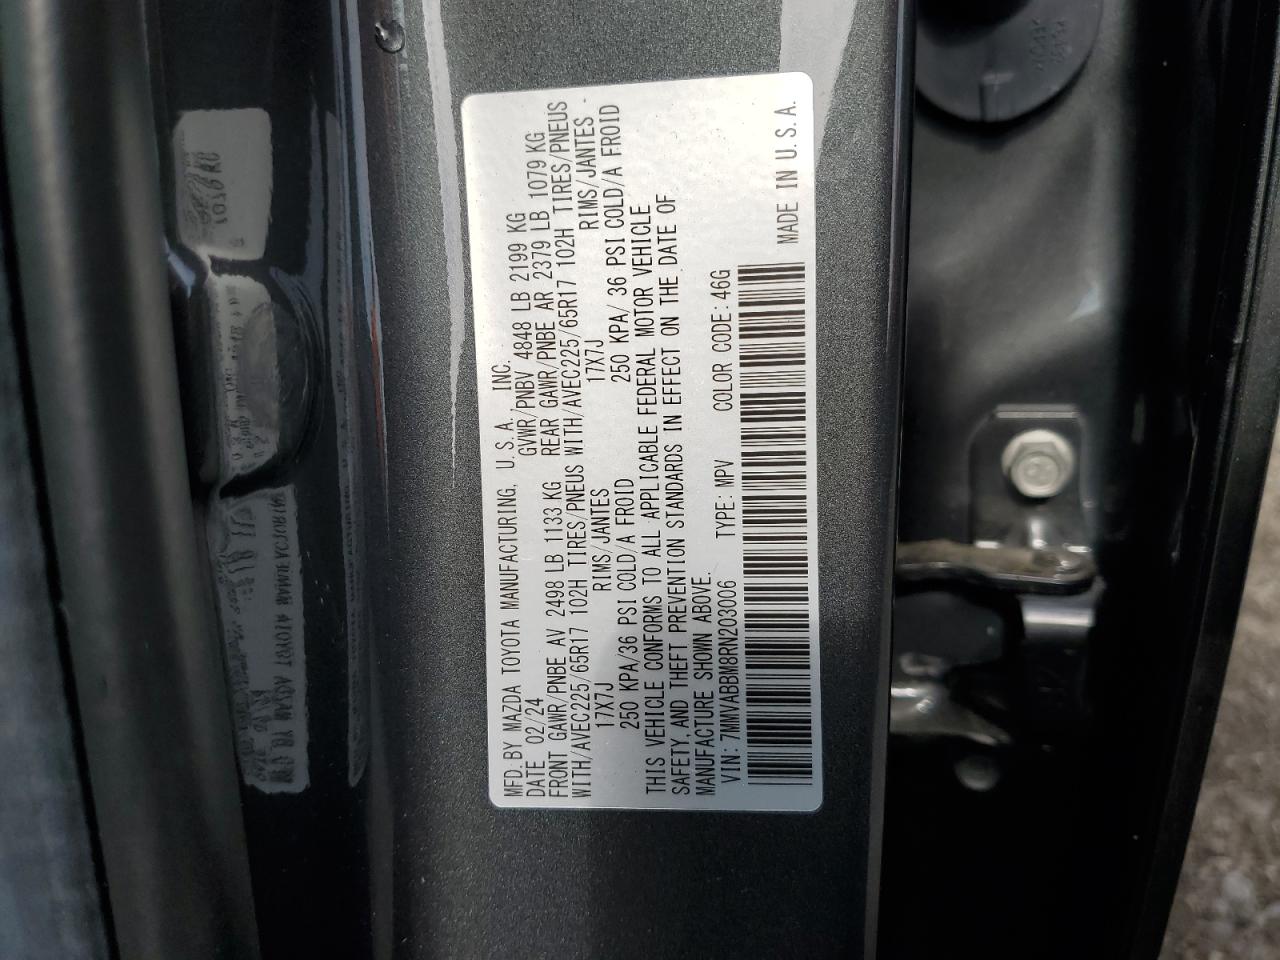 MFD. BY MAZDA TOYOTA MANUFACTURING, U.S.A., INC.
DATE 02/24 GVWR/PNBV 4848 LB 2199 KG
FRONT GAWR/PNBE AV 2498 LB 1133 KG REAR GAWR/PNBE AR 2379 LB 1079 KG
WITH/AVEC225/65R17 102H TIRES/PNEUS WITH/AVEC225/65R17 102H TIRES/PNEUS
17X7J RIMS/JANTES 17X7J RIMS/JANTES
250 KPA/36 PSI COLD/A FROID 250 KPA/ 36 PSI COLD/A FROID
THIS VEHICLE CONFORMS TO ALL APPLICABLE FEDERAL MOTOR VEHICLE
SAFETY,AND THEFT PREVENTION STANDARDS IN EFFECT ON THE DATE OF
MANUFACTURE SHOWN ABOVE.
VIN:7MMVABBM8RN203006 TYPE:MPV COLOR CODE:46G
MADE IN U.S.A.